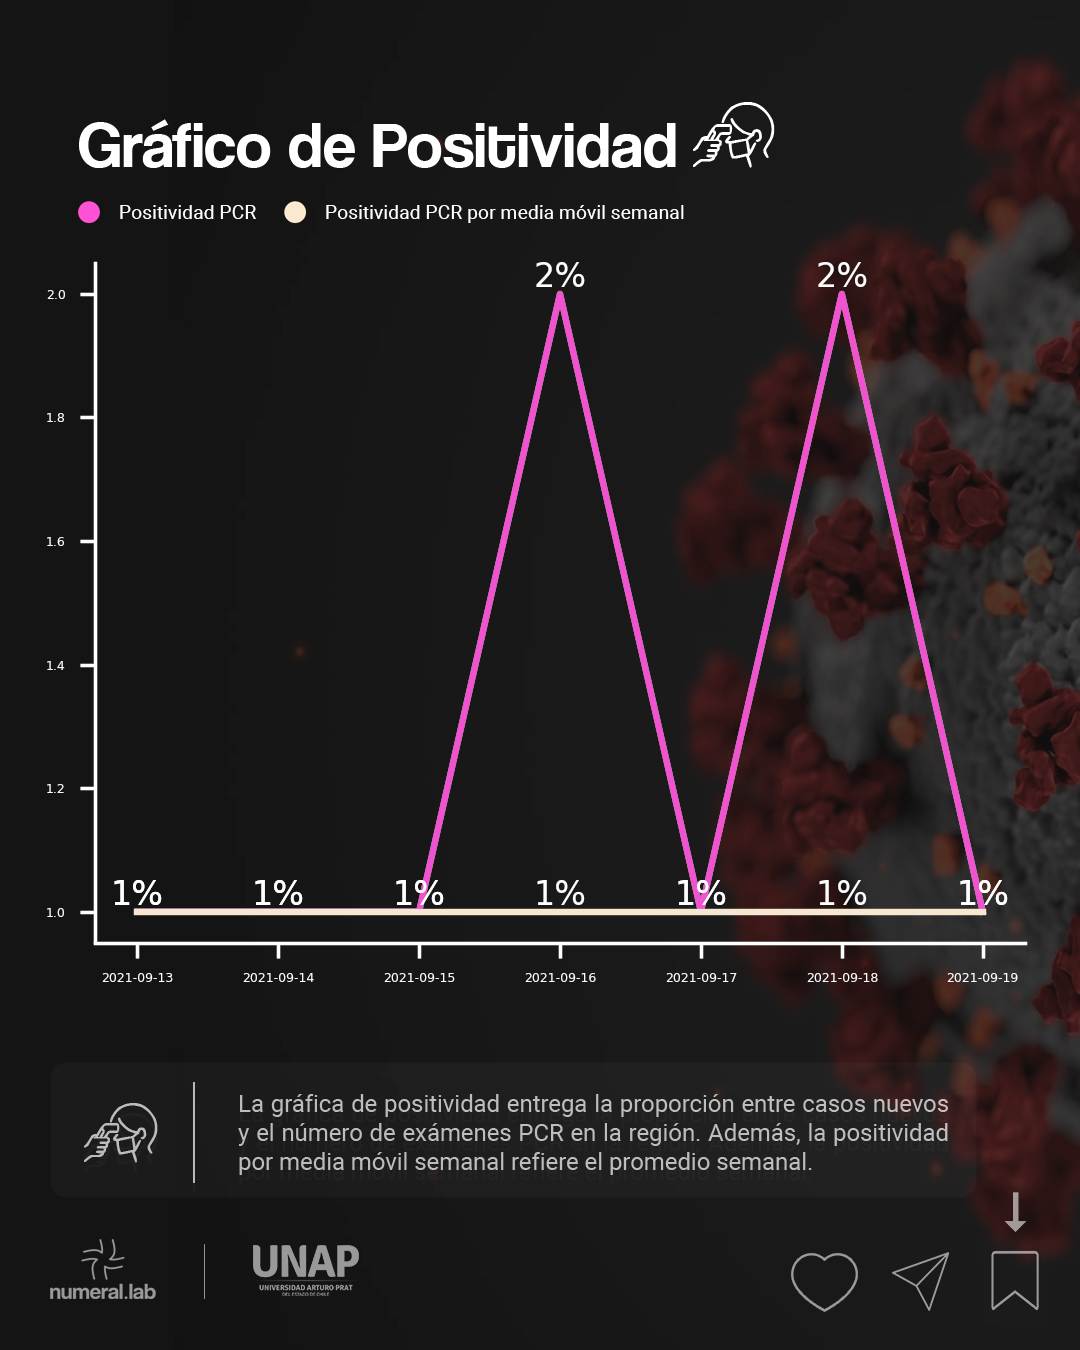 Gráfico de Positividad
Positividad PCR
Positividad PCR por media móvil semanal
2% 2%
2.0
1.8
1.6
1.4
1.2
1% 1% 1% 1% 1% 1% 1%
1.0
2021-09-13 2021-09-14 2021-09-15 2021-09-16 2021-09-17 2021-09-18 2021-09-19
La gráfica de positividad entrega la proporción entre casos nuevos
y el número de exámenes PCR en la región. Además, la positividad
por media móvil semanal refiere el promedio semanal.
numeral.lab
UNAP
UNIVERSIDAD ARTURO PRAT
DEL ESTADO DE CHILE